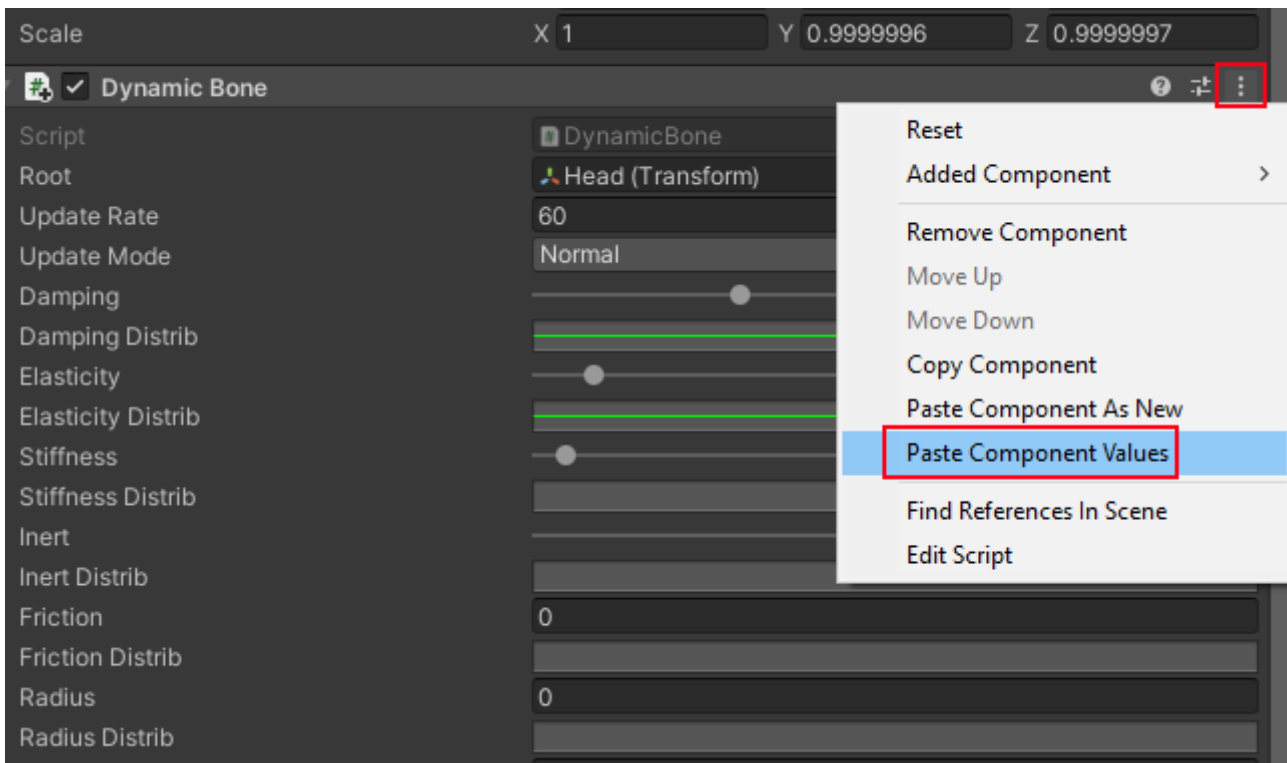 Scale X 1 Y 0.9999996 Z 0.9999997
Dynamic Bone
Script DynamicBone
Root Head (Transform)
Update Rate 60
Update Mode Normal
Damping
Damping Distrib
Elasticity
Elasticity Distrib
Stiffness
Stiffness Distrib
Inert
Inert Distrib
Friction 0
Friction Distrib
Radius 0
Radius Distrib
Reset
Added Component
Remove Component
Move Up
Move Down
Copy Component
Paste Component As New
Paste Component Values
Find References In Scene
Edit Script